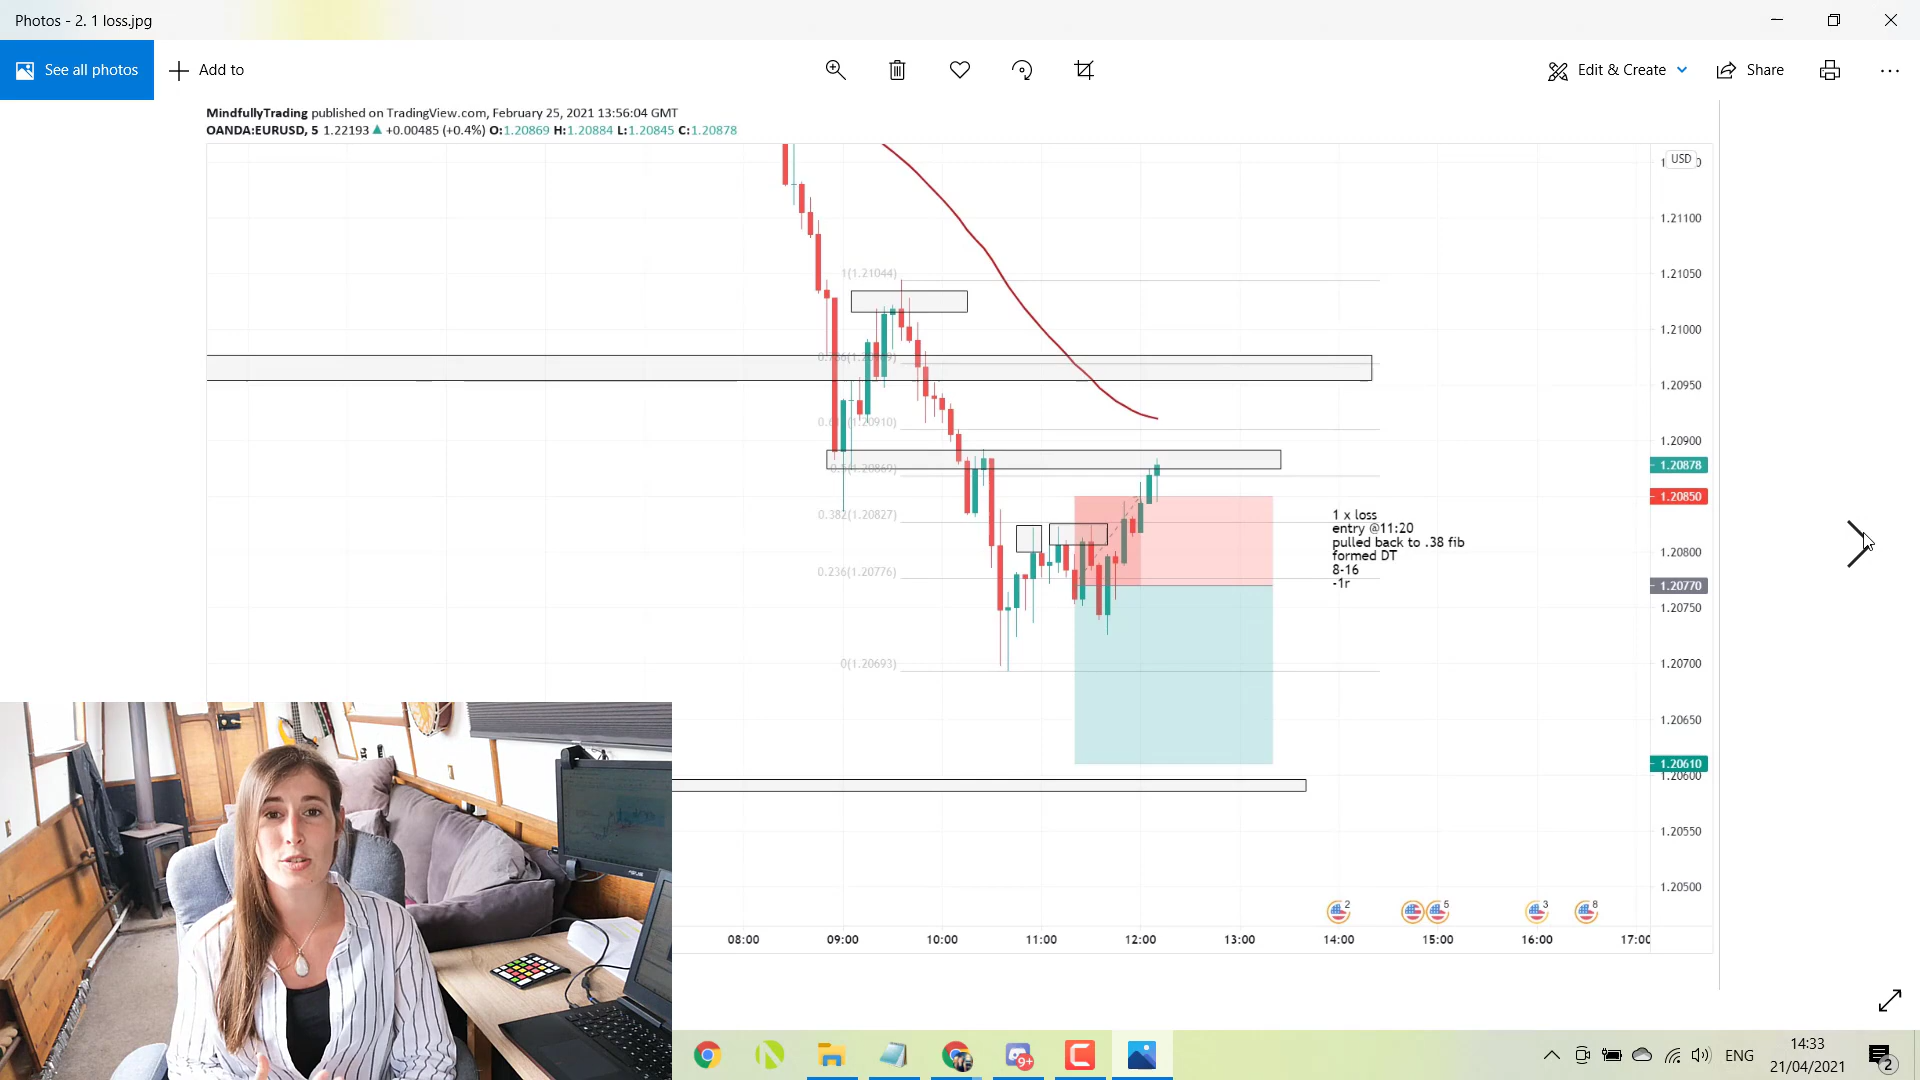 Photos - 2. 1 loss.jpg
See all photos
Add to
Edit & Create
Share
MindfullyTrading published on TradingView.com, February 25, 2021 13:56:04 GMT
OANDA:EURUSD, 5 1.22193 ▲ +0.00485 (+0.4%) O:1.20869 H:1.20884 L:1.20845 C:1.20878
USD
1.21100
1(1.21044)
1.21050
1.21000
1.20950
1.20900
1.20878
1.20850
0.382(1.20827)
1 x loss
entry @11:20
pulled back to .38 fib
formed DT
8-16
-1r
1.20800
0.236(1.20776)
1.20770
1.20750
0(1.20693)
1.20700
1.20650
1.20610
1.20600
1.20550
1.20500
2
5
3
8
08:00
09:00
10:00
11:00
12:00
13:00
14:00
15:00
16:00
17:00
9+
ENG
14:33
21/04/2021
2